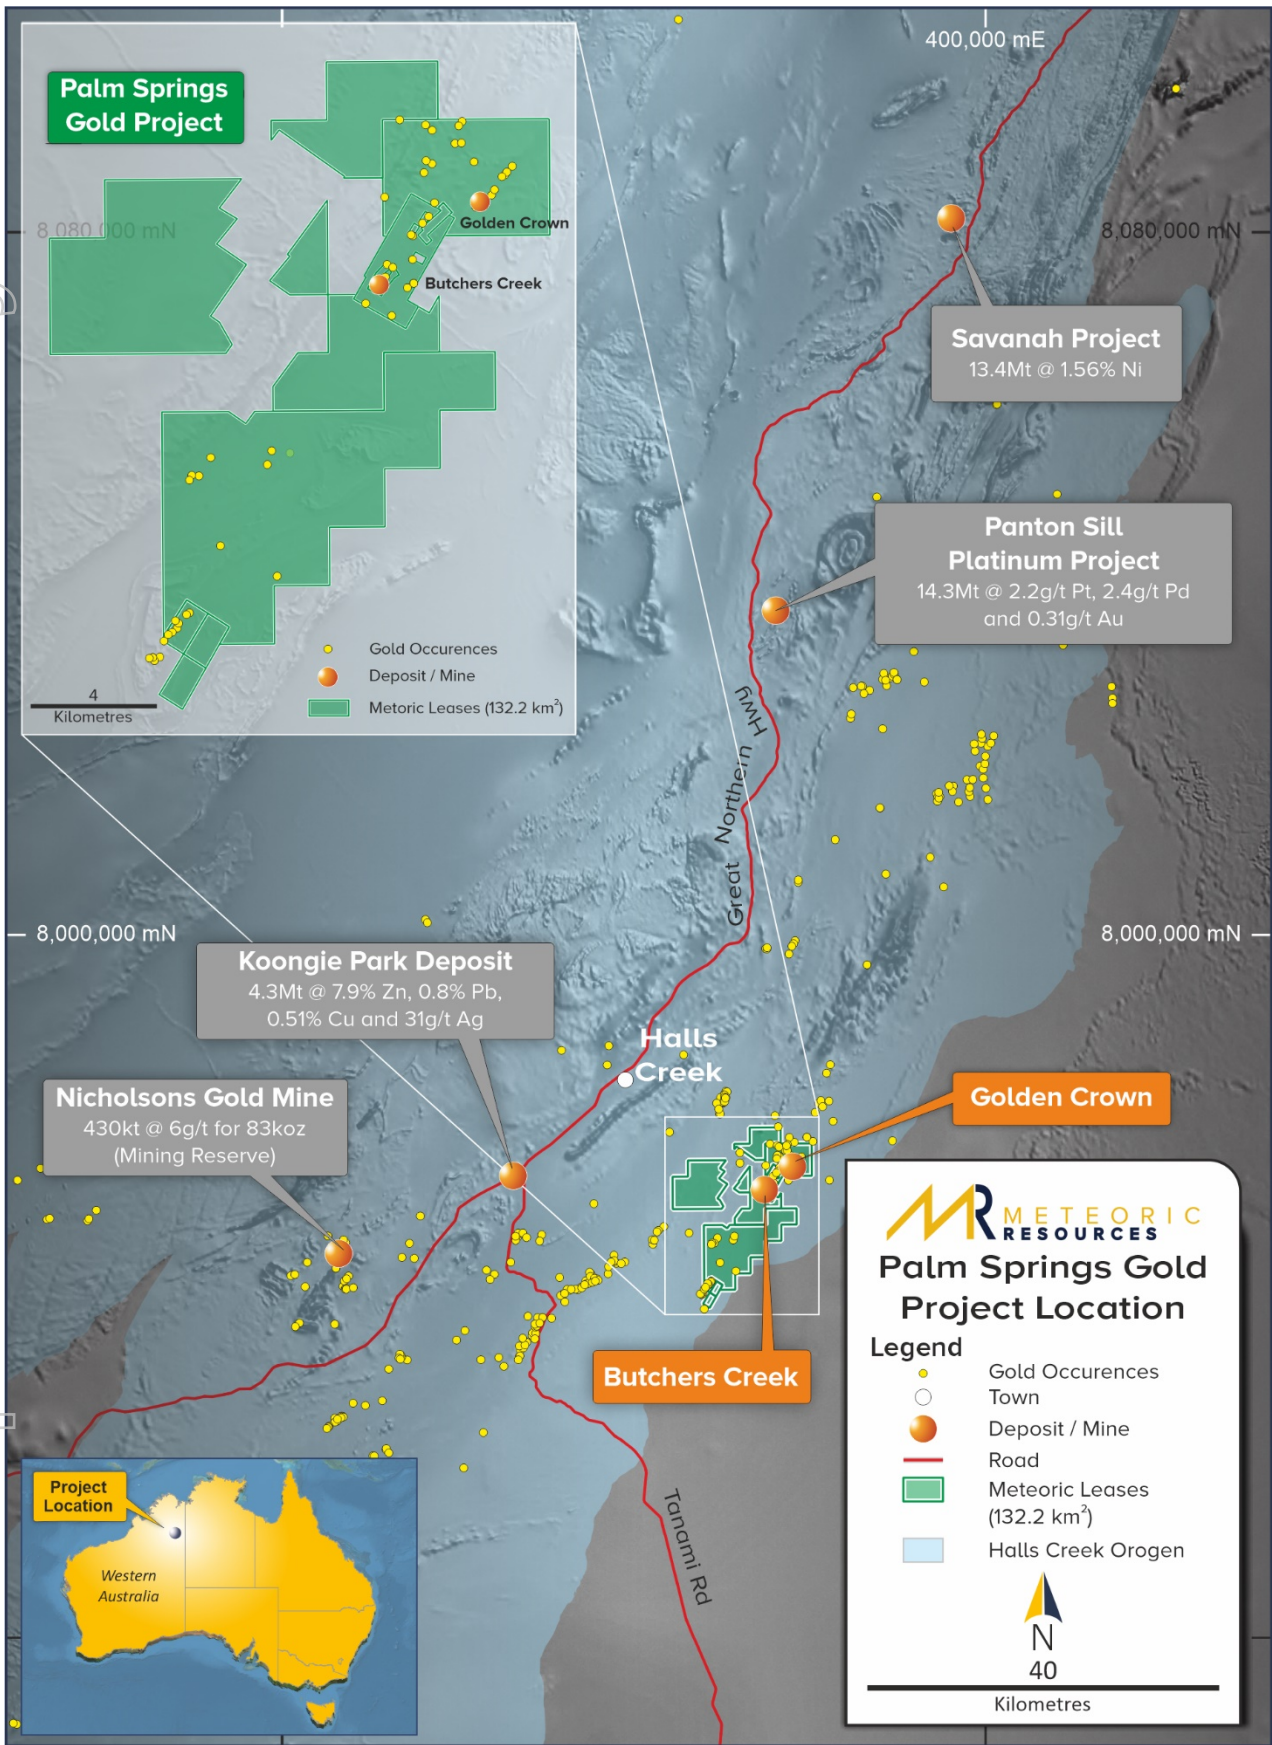 400,000 mE
Palm Springs
Gold Project
Golden Crown
8 080 000 mN
8,080,000 mN
Butchers Creek
Savanah Project
13.4Mt @ 1.56% Ni
Panton Sill
Platinum Project
14.3Mt @ 2.2g/t Pt, 2.4g/t Pd
and 0.31g/t Au
Gold Occurences
Deposit / Mine
Metoric Leases (132.2 km²)
4
Kilometres
Great Northern Hwy
8,000,000 mN
8,000,000 mN
Koongie Park Deposit
4.3Mt @ 7.9% Zn, 0.8% Pb,
0.51% Cu and 31g/t Ag
Halls
Creek
Nicholsons Gold Mine
430kt @ 6g/t for 83koz
(Mining Reserve)
Golden Crown
Butchers Creek
METEORIC
RESOURCES
Palm Springs Gold
Project Location
Legend
Gold Occurences
Town
Deposit / Mine
Road
Meteoric Leases
(132.2 km²)
Halls Creek Orogen
N
40
Kilometres
Project
Location
Western
Australia
Tanami Rd